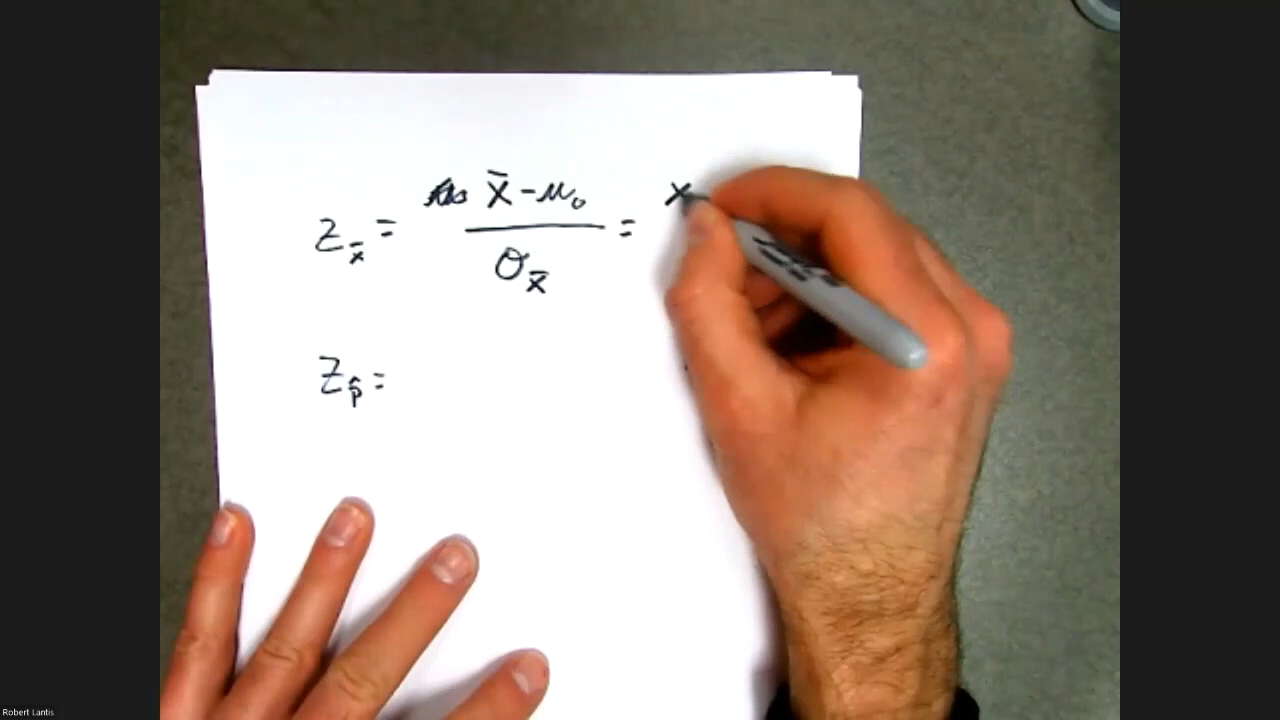 Z_x̄ = (x̄ - μ₀) / σ_x̄ = x
Z_p̂ =
Robert Lantis